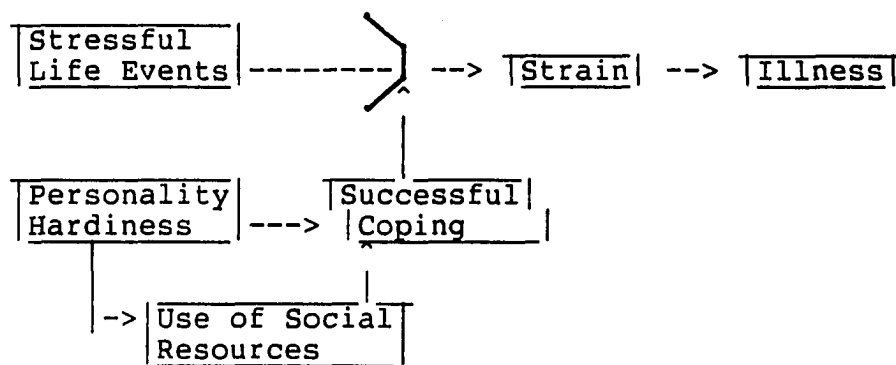 Stressful
Life Events
Strain
Illness
Personality
Hardiness
Successful
Coping
Use of Social
Resources